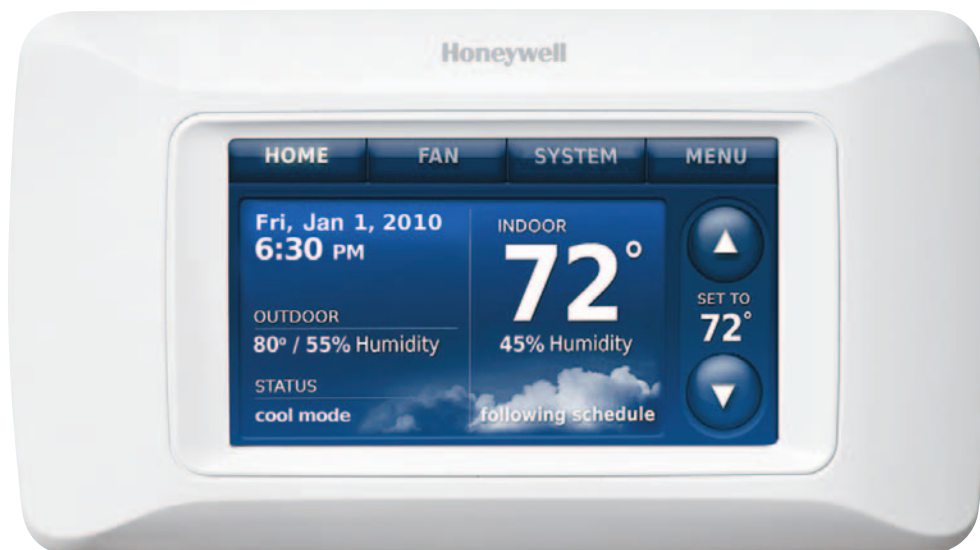 Honeywell
HOME FAN SYSTEM MENU
Fri, Jan 1, 2010
6:30 PM
OUTDOOR
80° / 55% Humidity
STATUS
cool mode
INDOOR
72°
45% Humidity
following schedule
SET TO
72°